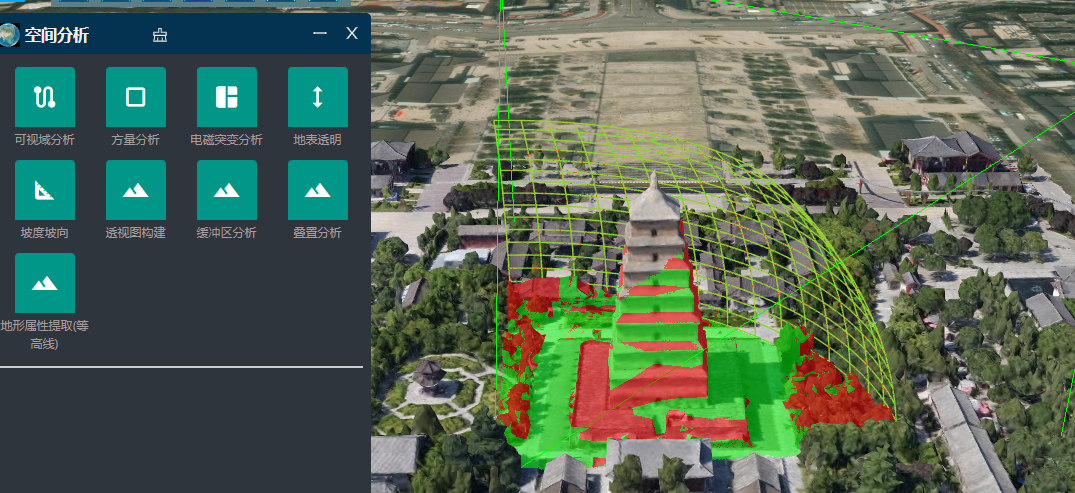 空间分析
可视域分析
方量分析
电磁突变分析
地表透明
坡度坡向
透视图构建
缓冲区分析
叠置分析
地形属性提取(等
高线)